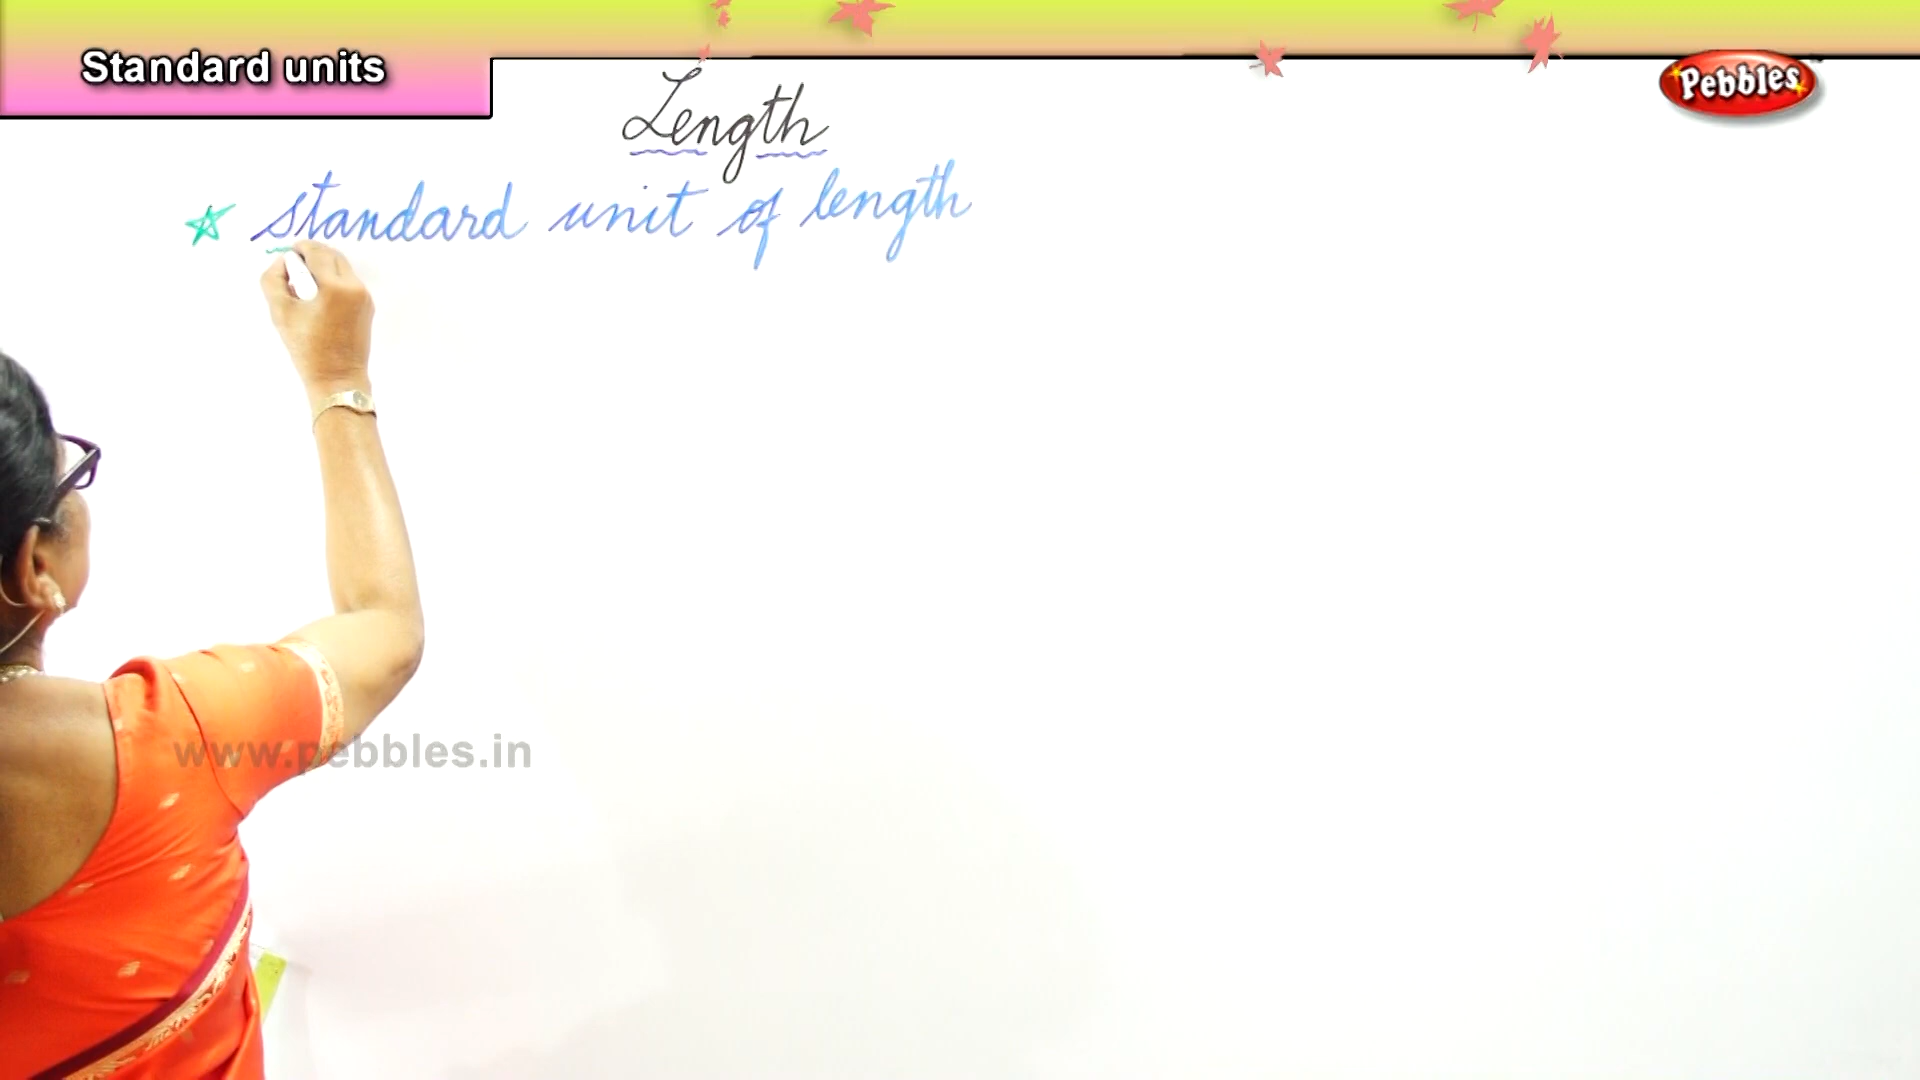 Standard units
Pebbles
Length
standard unit of length
www.pebbles.in